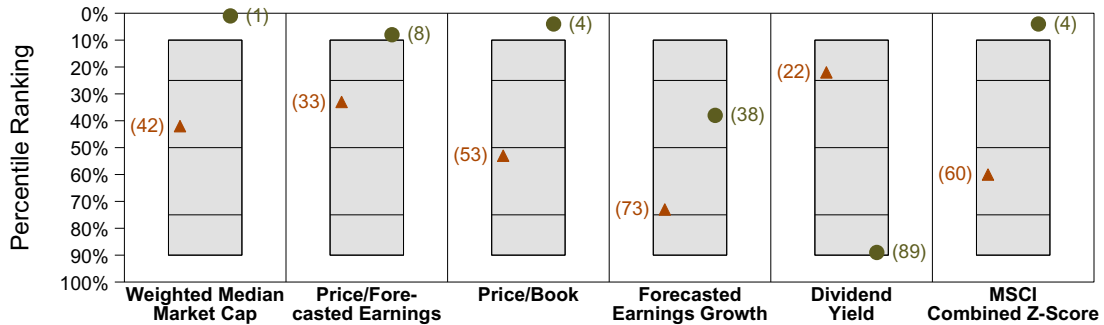 Percentile Ranking
0%
10%
20%
30%
40%
50%
60%
70%
80%
90%
100%
(1)
(42)
(8)
(33)
(4)
(53)
(38)
(73)
(22)
(89)
(4)
(60)
Weighted Median
Market Cap
Price/Fore-
casted Earnings
Price/Book
Forecasted
Earnings Growth
Dividend
Yield
MSCI
Combined Z-Score